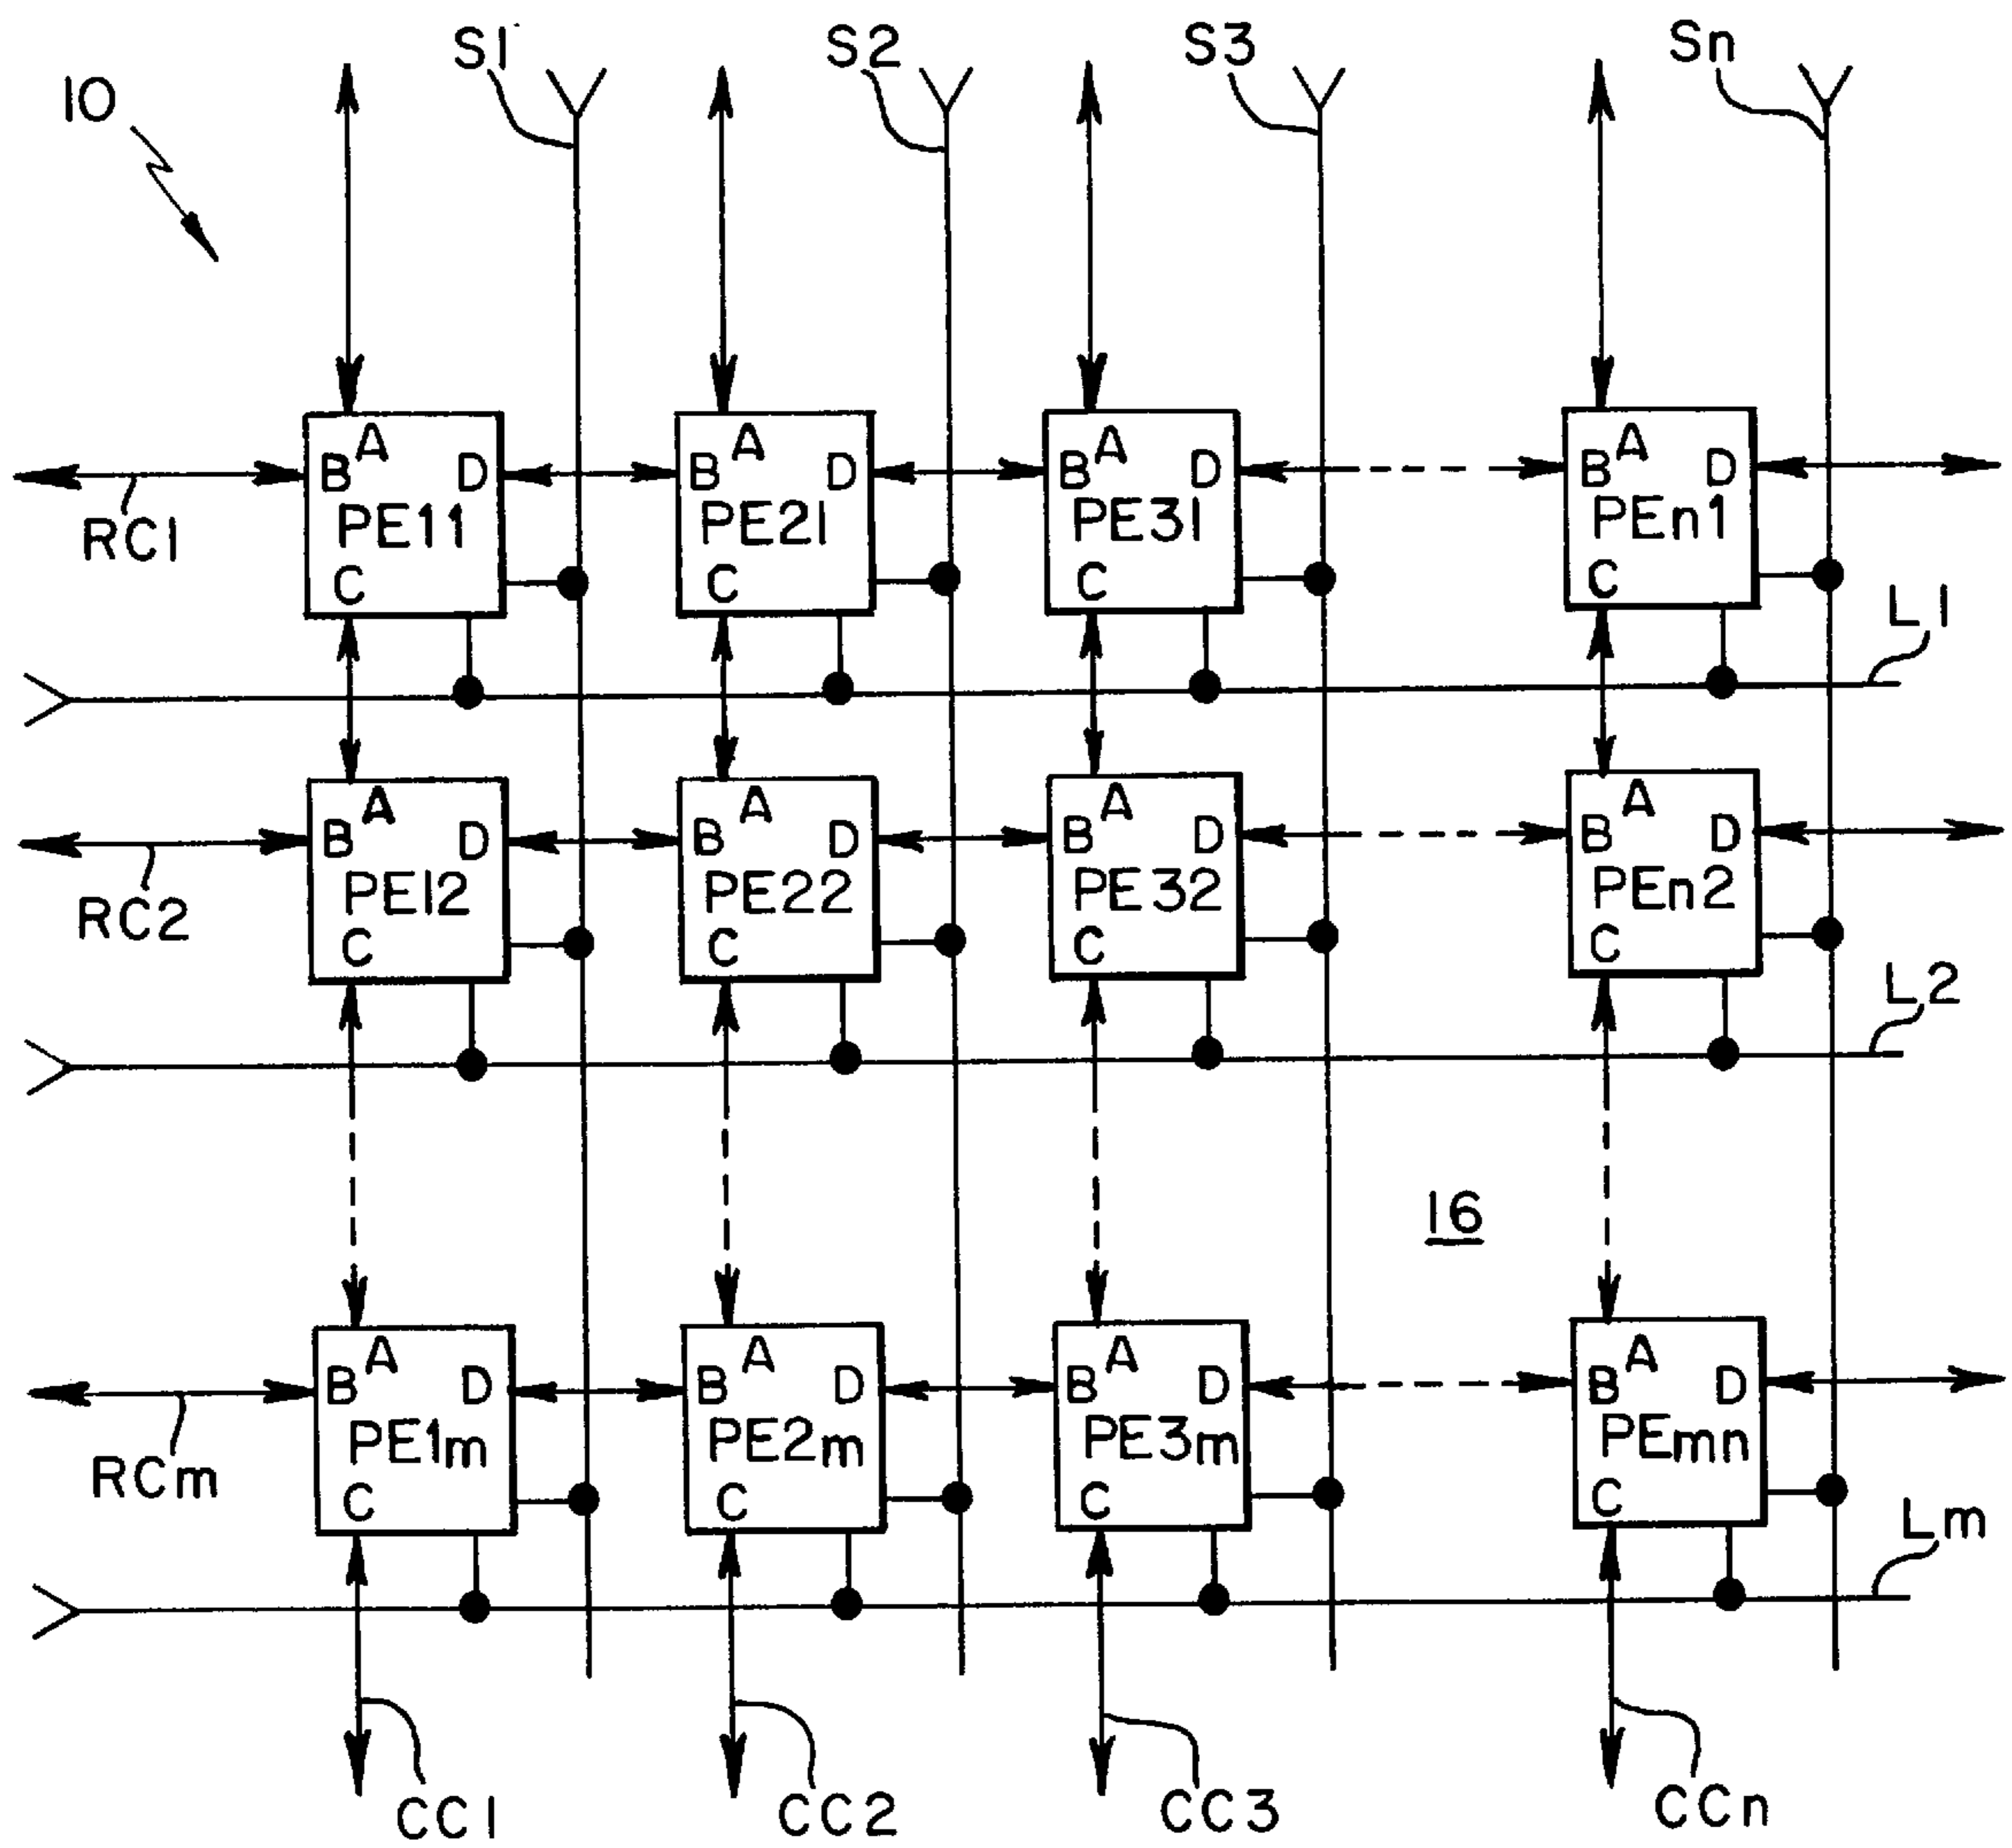 10
S1 S2 S3 Sn
A A A A
B D B D B D B D
RC1 PE11 PE21 PE31 PEn1
C C C C
L1
A A A A
B D B D B D B D
RC2 PE12 PE22 PE32 PEn2
C C C C
L2
16
A A A A
B D B D B D B D
RCm PE1m PE2m PE3m PEmn
C C C C
Lm
CC1 CC2 CC3 CCn